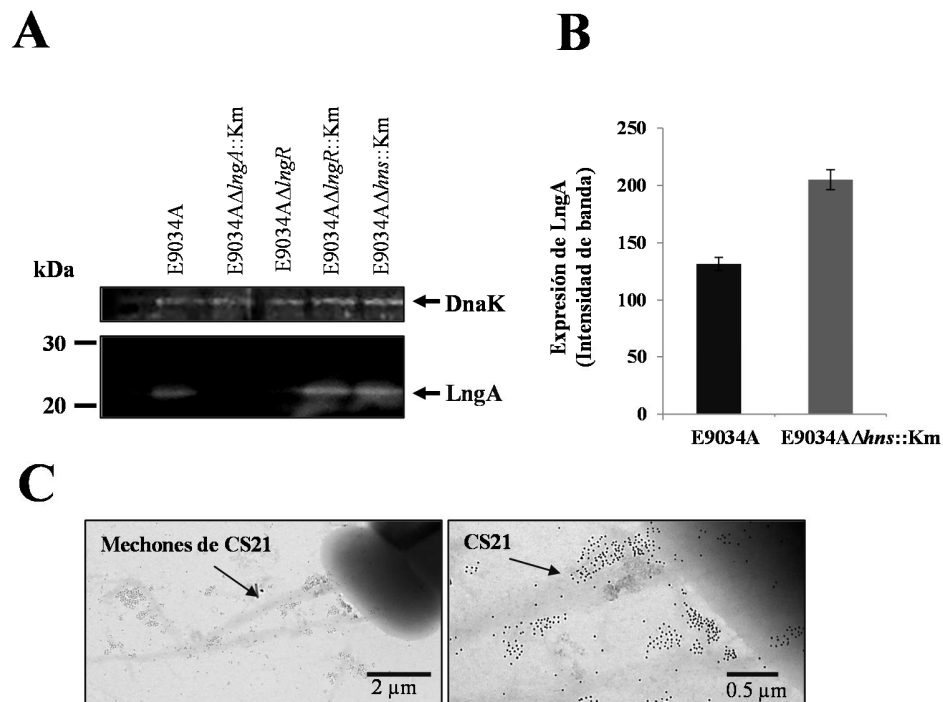 A
E9034A
E9034AΔlngA::Km
E9034AΔlngR
E9034AΔlngR::Km
E9034AΔhns::Km
kDa
DnaK
30
LngA
20
B
Expresión de LngA
(Intensidad de banda)
250
200
150
100
50
0
E9034A
E9034AΔhns::Km
C
Mechones de CS21
2 µm
CS21
0.5 µm